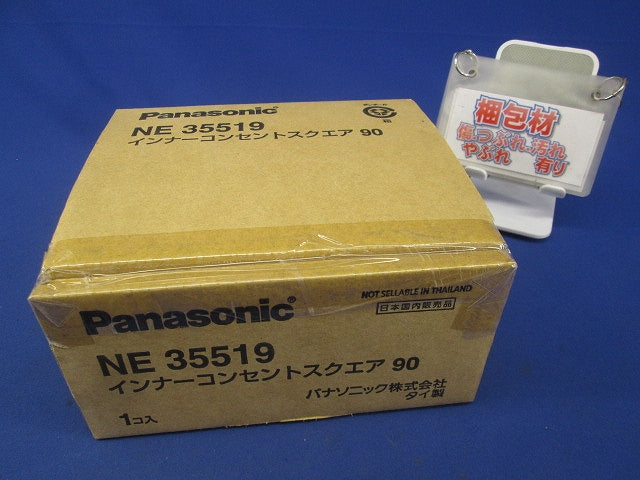 Panasonic
NE 35519
インナーコンセントスクエア 90
梱包材
傷・つぶれ・汚れ
やぶれ 有り
Panasonic
NOT SELLABLE IN THAILAND
日本国内販売品
NE 35519
インナーコンセントスクエア 90
パナソニック株式会社
タイ製
1コ入